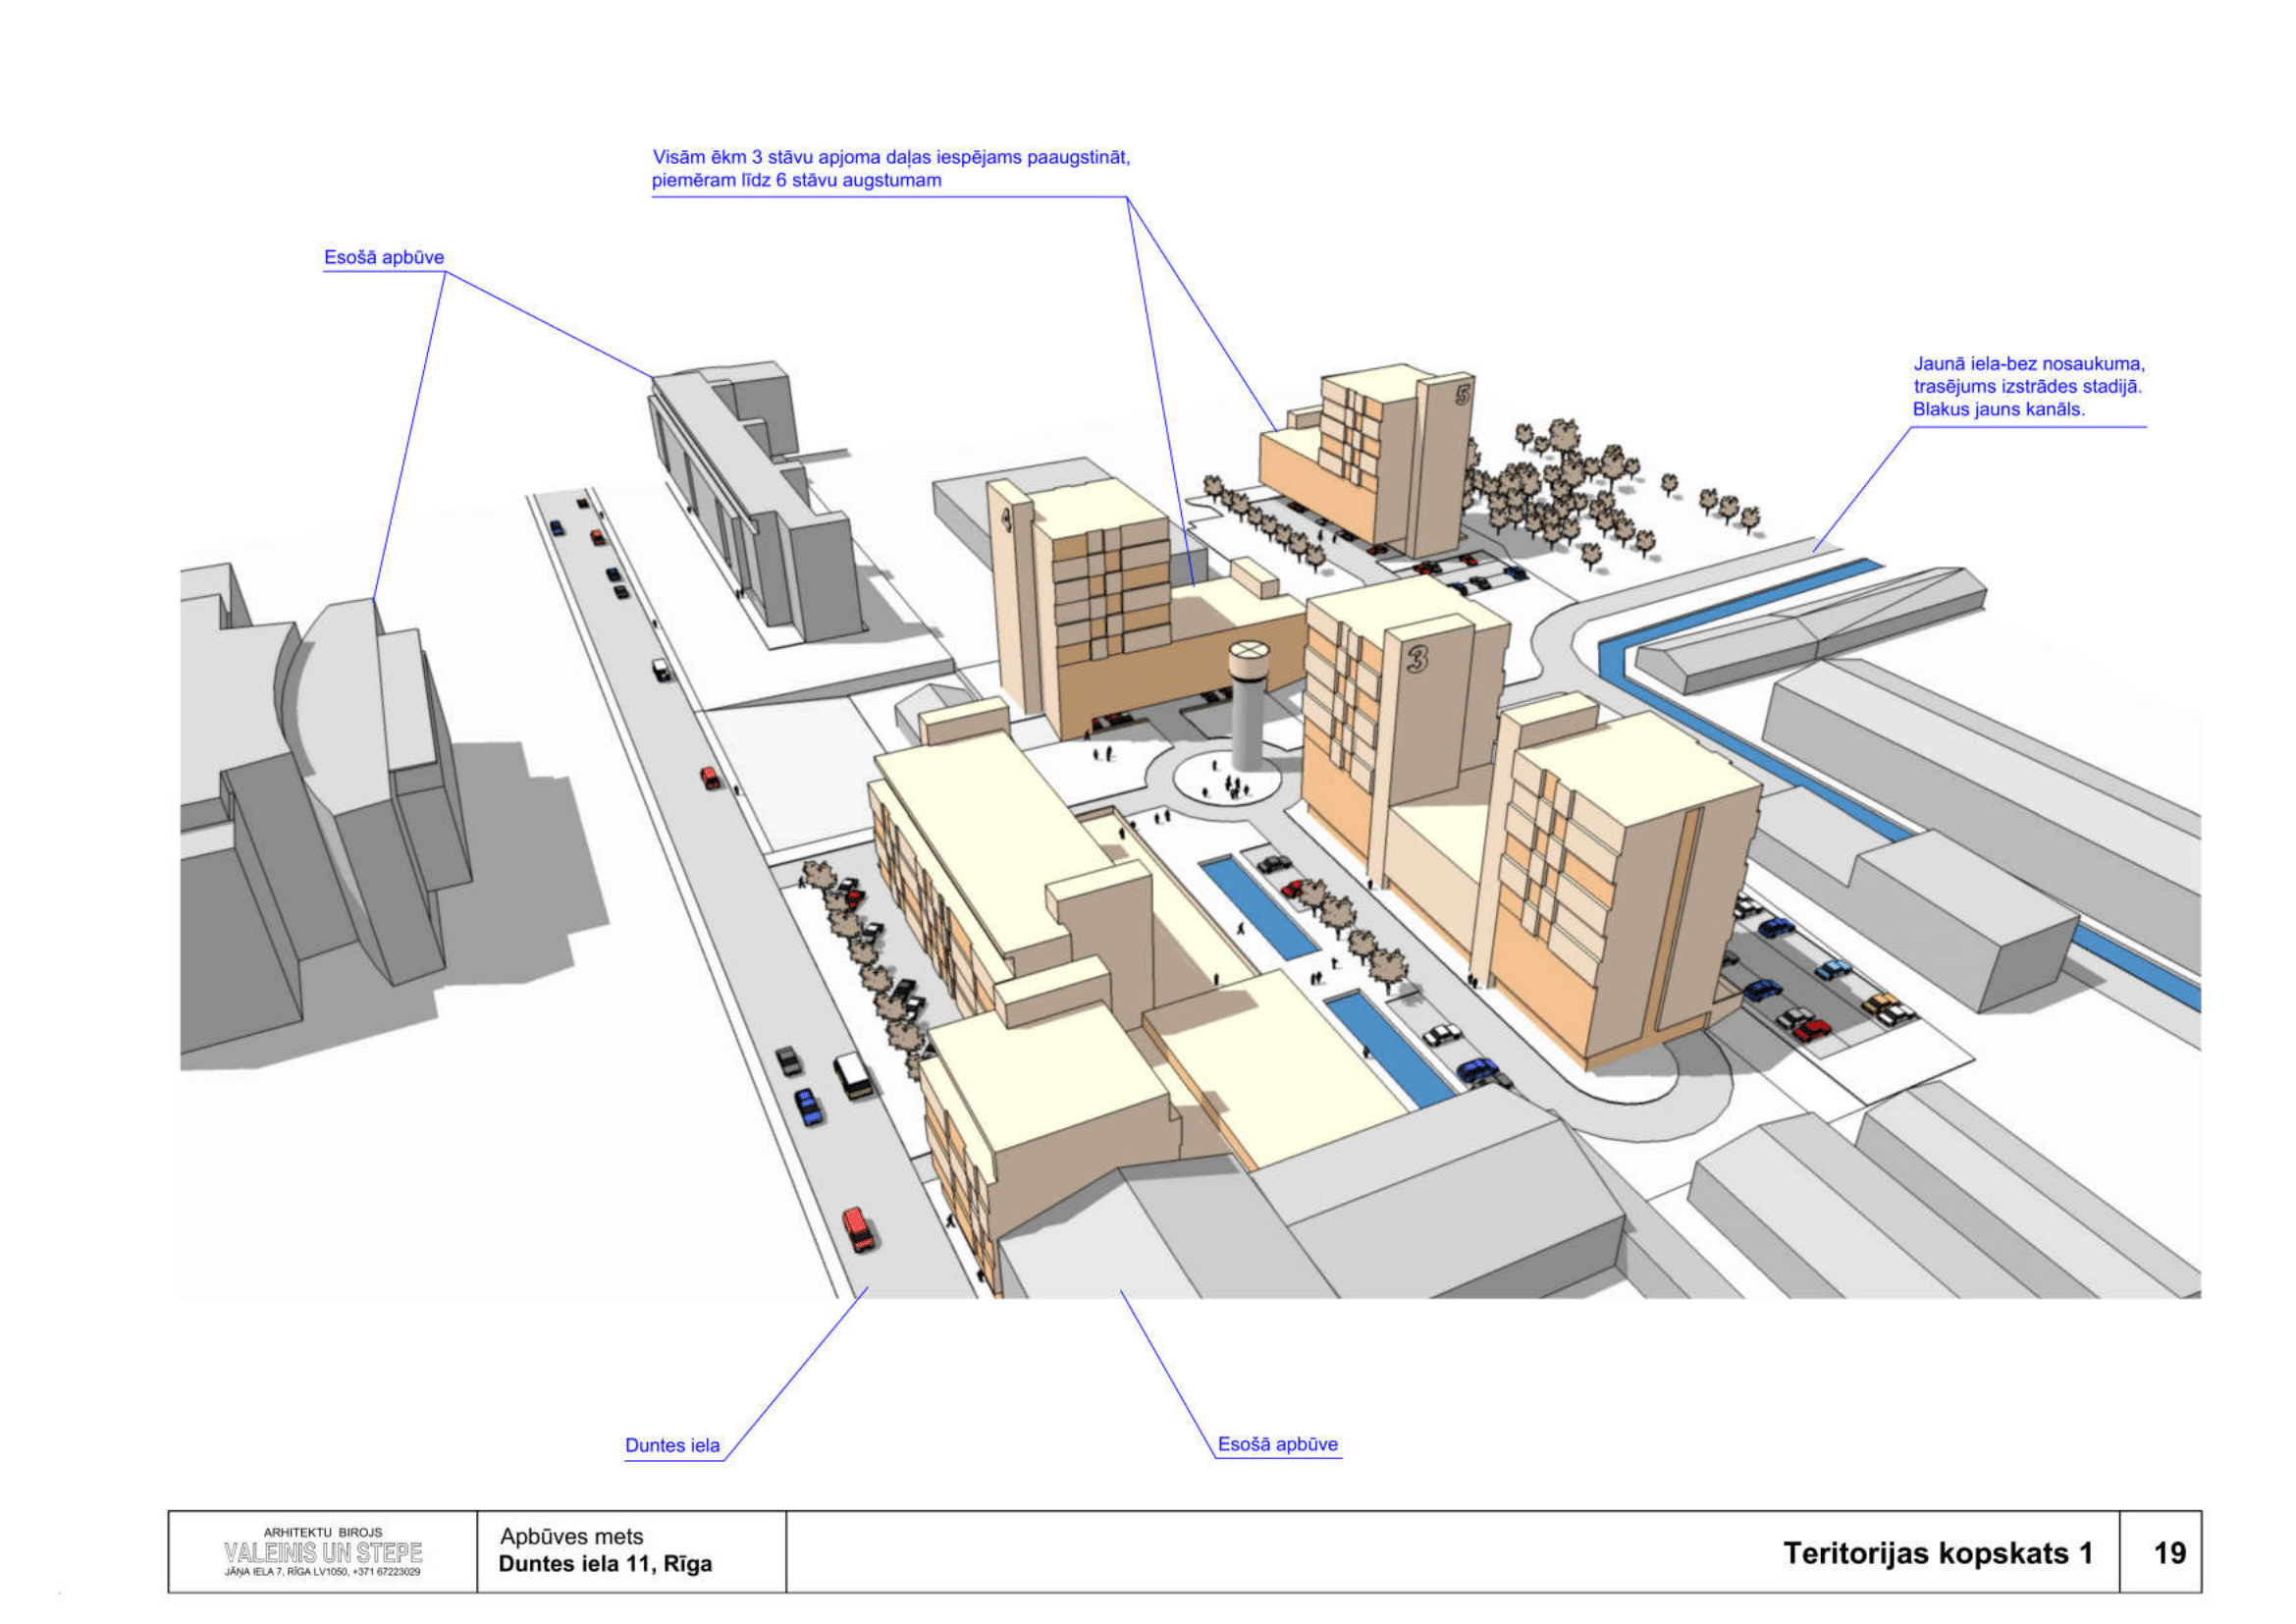 Visām ēkm 3 stāvu apjoma daļas iespējams paaugstināt,
piemēram līdz 6 stāvu augstumam
Esošā apbūve
Jaunā iela-bez nosaukuma,
trasējums izstrādes stadijā.
Blakus jauns kanāls.
5
4
3
Duntes iela
Esošā apbūve
ARHITEKTU BIROJS
VALEINIS UN STEPE
JĀŅA IELA 7, RĪGA LV1050, +371 67223029
Apbūves mets
Duntes iela 11, Rīga
Teritorijas kopskats 1
19